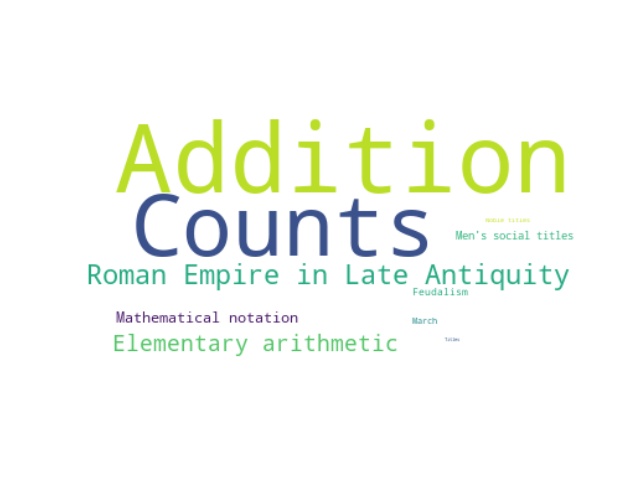 Addition
Counts
Noble titles
Men's social titles
Roman Empire in Late Antiquity
Feudalism
Mathematical notation
March
Elementary arithmetic
Titles